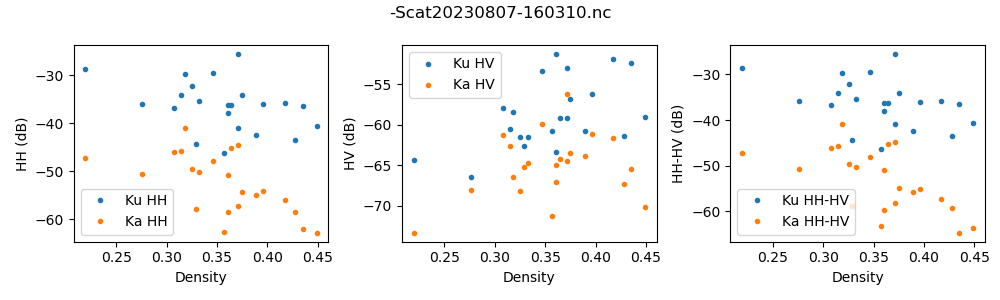 -Scat20230807-160310.nc
HH (dB)
−30
−40
−50
−60
Ku HH
Ka HH
0.25
0.30
0.35
0.40
0.45
Density
HV (dB)
−55
−60
−65
−70
Ku HV
Ka HV
0.25
0.30
0.35
0.40
0.45
Density
HH-HV (dB)
−30
−40
−50
−60
Ku HH-HV
Ka HH-HV
0.25
0.30
0.35
0.40
0.45
Density